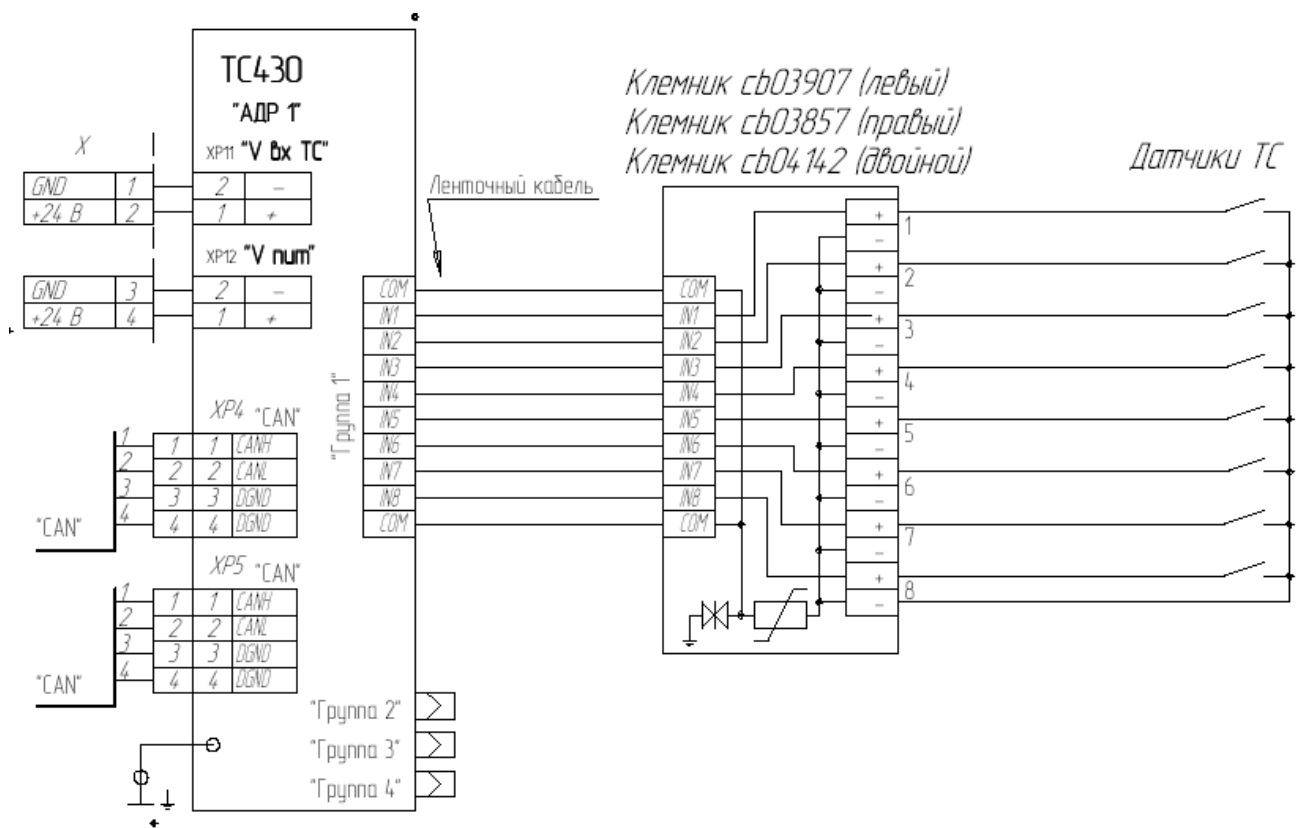 ТС430
"АДР 1"
Клемник cb03907 (левый)
Клемник cb03857 (правый)
Клемник cb04142 (двойной)
Датчики ТС
Ленточный кабель
X
XP11 "V вх ТС"
GND 1 2 –
+24 В 2 1 +
XP12 "V пит"
GND 3 2 –
+24 В 4 1 +
"Группа 1"
COM
IN1
IN2
IN3
IN4
IN5
IN6
IN7
IN8
COM
COM
IN1
IN2
IN3
IN4
IN5
IN6
IN7
IN8
COM
+
– 1
+
– 2
+
– 3
+
– 4
+
– 5
+
– 6
+
– 7
+
– 8
XP4 "CAN"
1 1 1 CANH
2 2 2 CANL
3 3 3 DGND
4 4 4 DGND
"CAN"
XP5 "CAN"
1 1 1 CANH
2 2 2 CANL
3 3 3 DGND
4 4 4 DGND
"CAN"
"Группа 2"
"Группа 3"
"Группа 4"